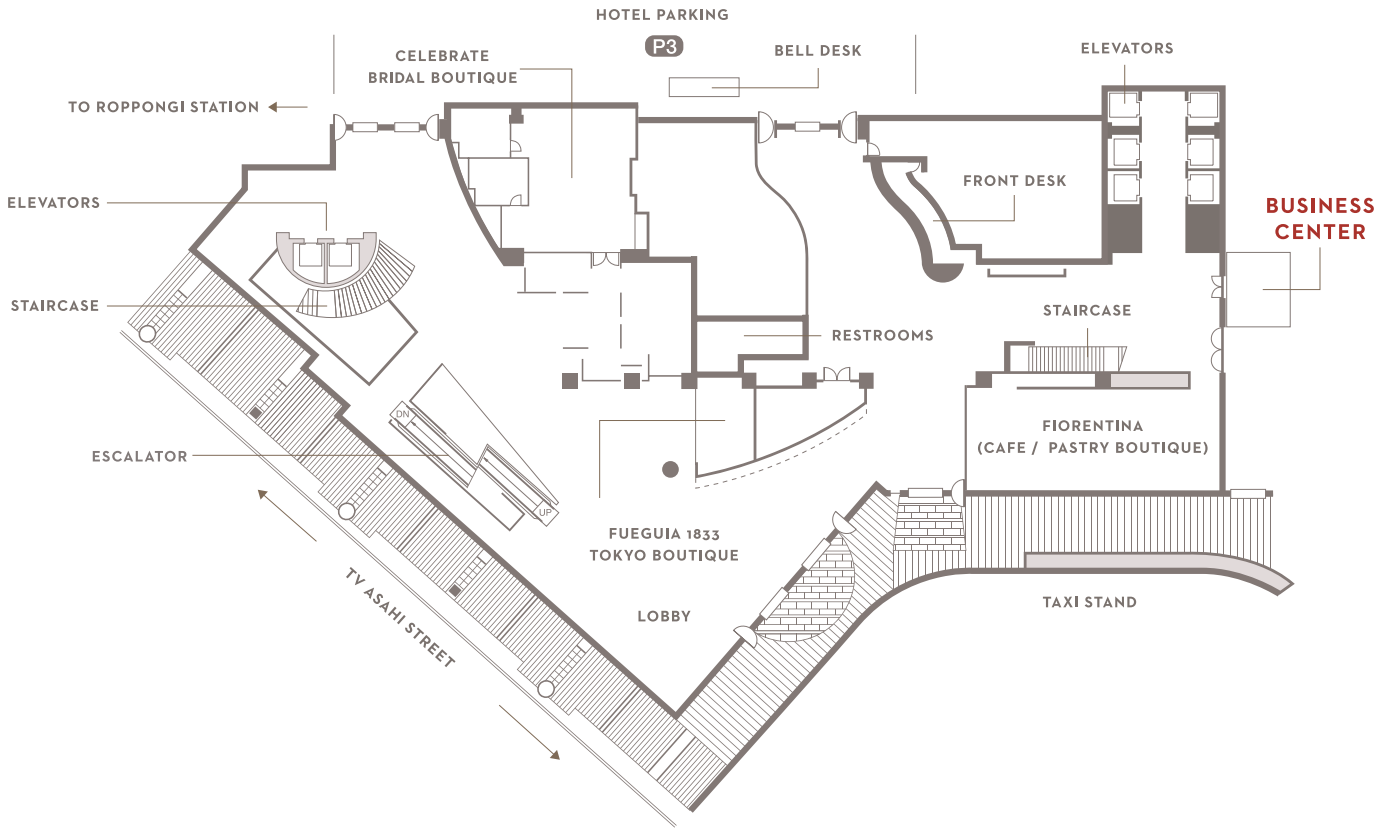 HOTEL PARKING
P3
BELL DESK
ELEVATORS
CELEBRATE
BRIDAL BOUTIQUE
TO ROPPONGI STATION
FRONT DESK
ELEVATORS
BUSINESS
CENTER
STAIRCASE
STAIRCASE
RESTROOMS
DN
FIORENTINA
(CAFE / PASTRY BOUTIQUE)
ESCALATOR
UP
FUEGUIA 1833
TOKYO BOUTIQUE
TV ASAHI STREET
LOBBY
TAXI STAND